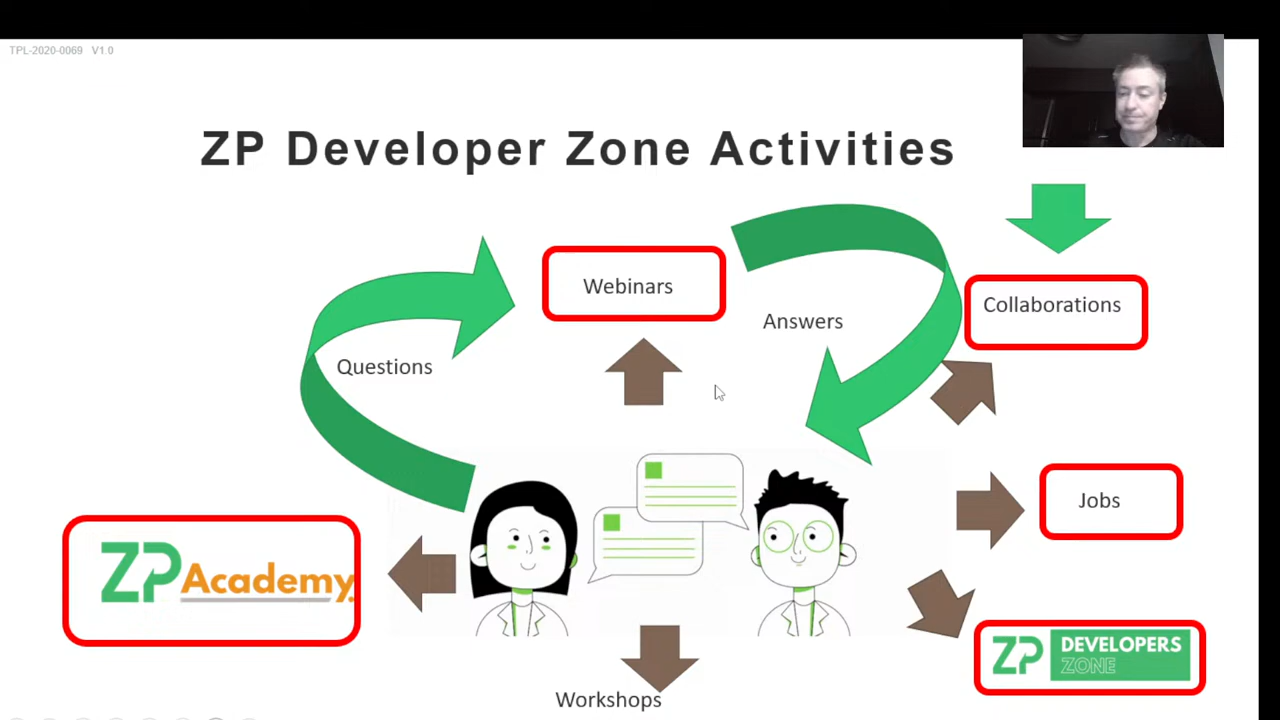 TPL-2020-0069 V1.0
ZP Developer Zone Activities
Webinars
Collaborations
Answers
Questions
Jobs
ZP Academy.
ZP DEVELOPERS
ZONE
Workshops